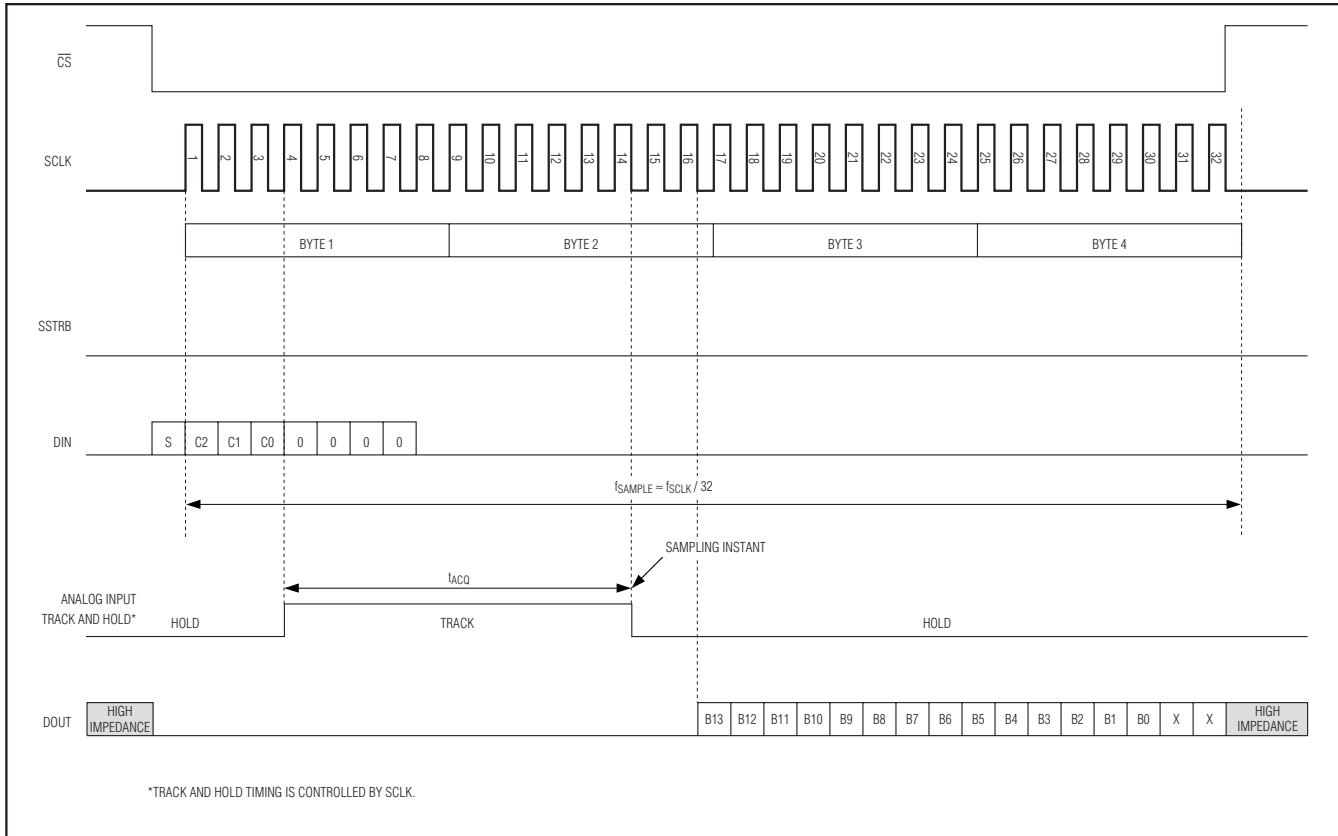 CS
SCLK
1 2 3 4 5 6 7 8 9 10 11 12 13 14 15 16 17 18 19 20 21 22 23 24 25 26 27 28 29 30 31 32
BYTE 1 BYTE 2 BYTE 3 BYTE 4
SSTRB
DIN
S C2 C1 C0 0 0 0 0
fSAMPLE = fSCLK / 32
SAMPLING INSTANT
tACQ
ANALOG INPUT
TRACK AND HOLD*
HOLD TRACK HOLD
DOUT
HIGH
IMPEDANCE
B13 B12 B11 B10 B9 B8 B7 B6 B5 B4 B3 B2 B1 B0 X X
HIGH
IMPEDANCE
*TRACK AND HOLD TIMING IS CONTROLLED BY SCLK.